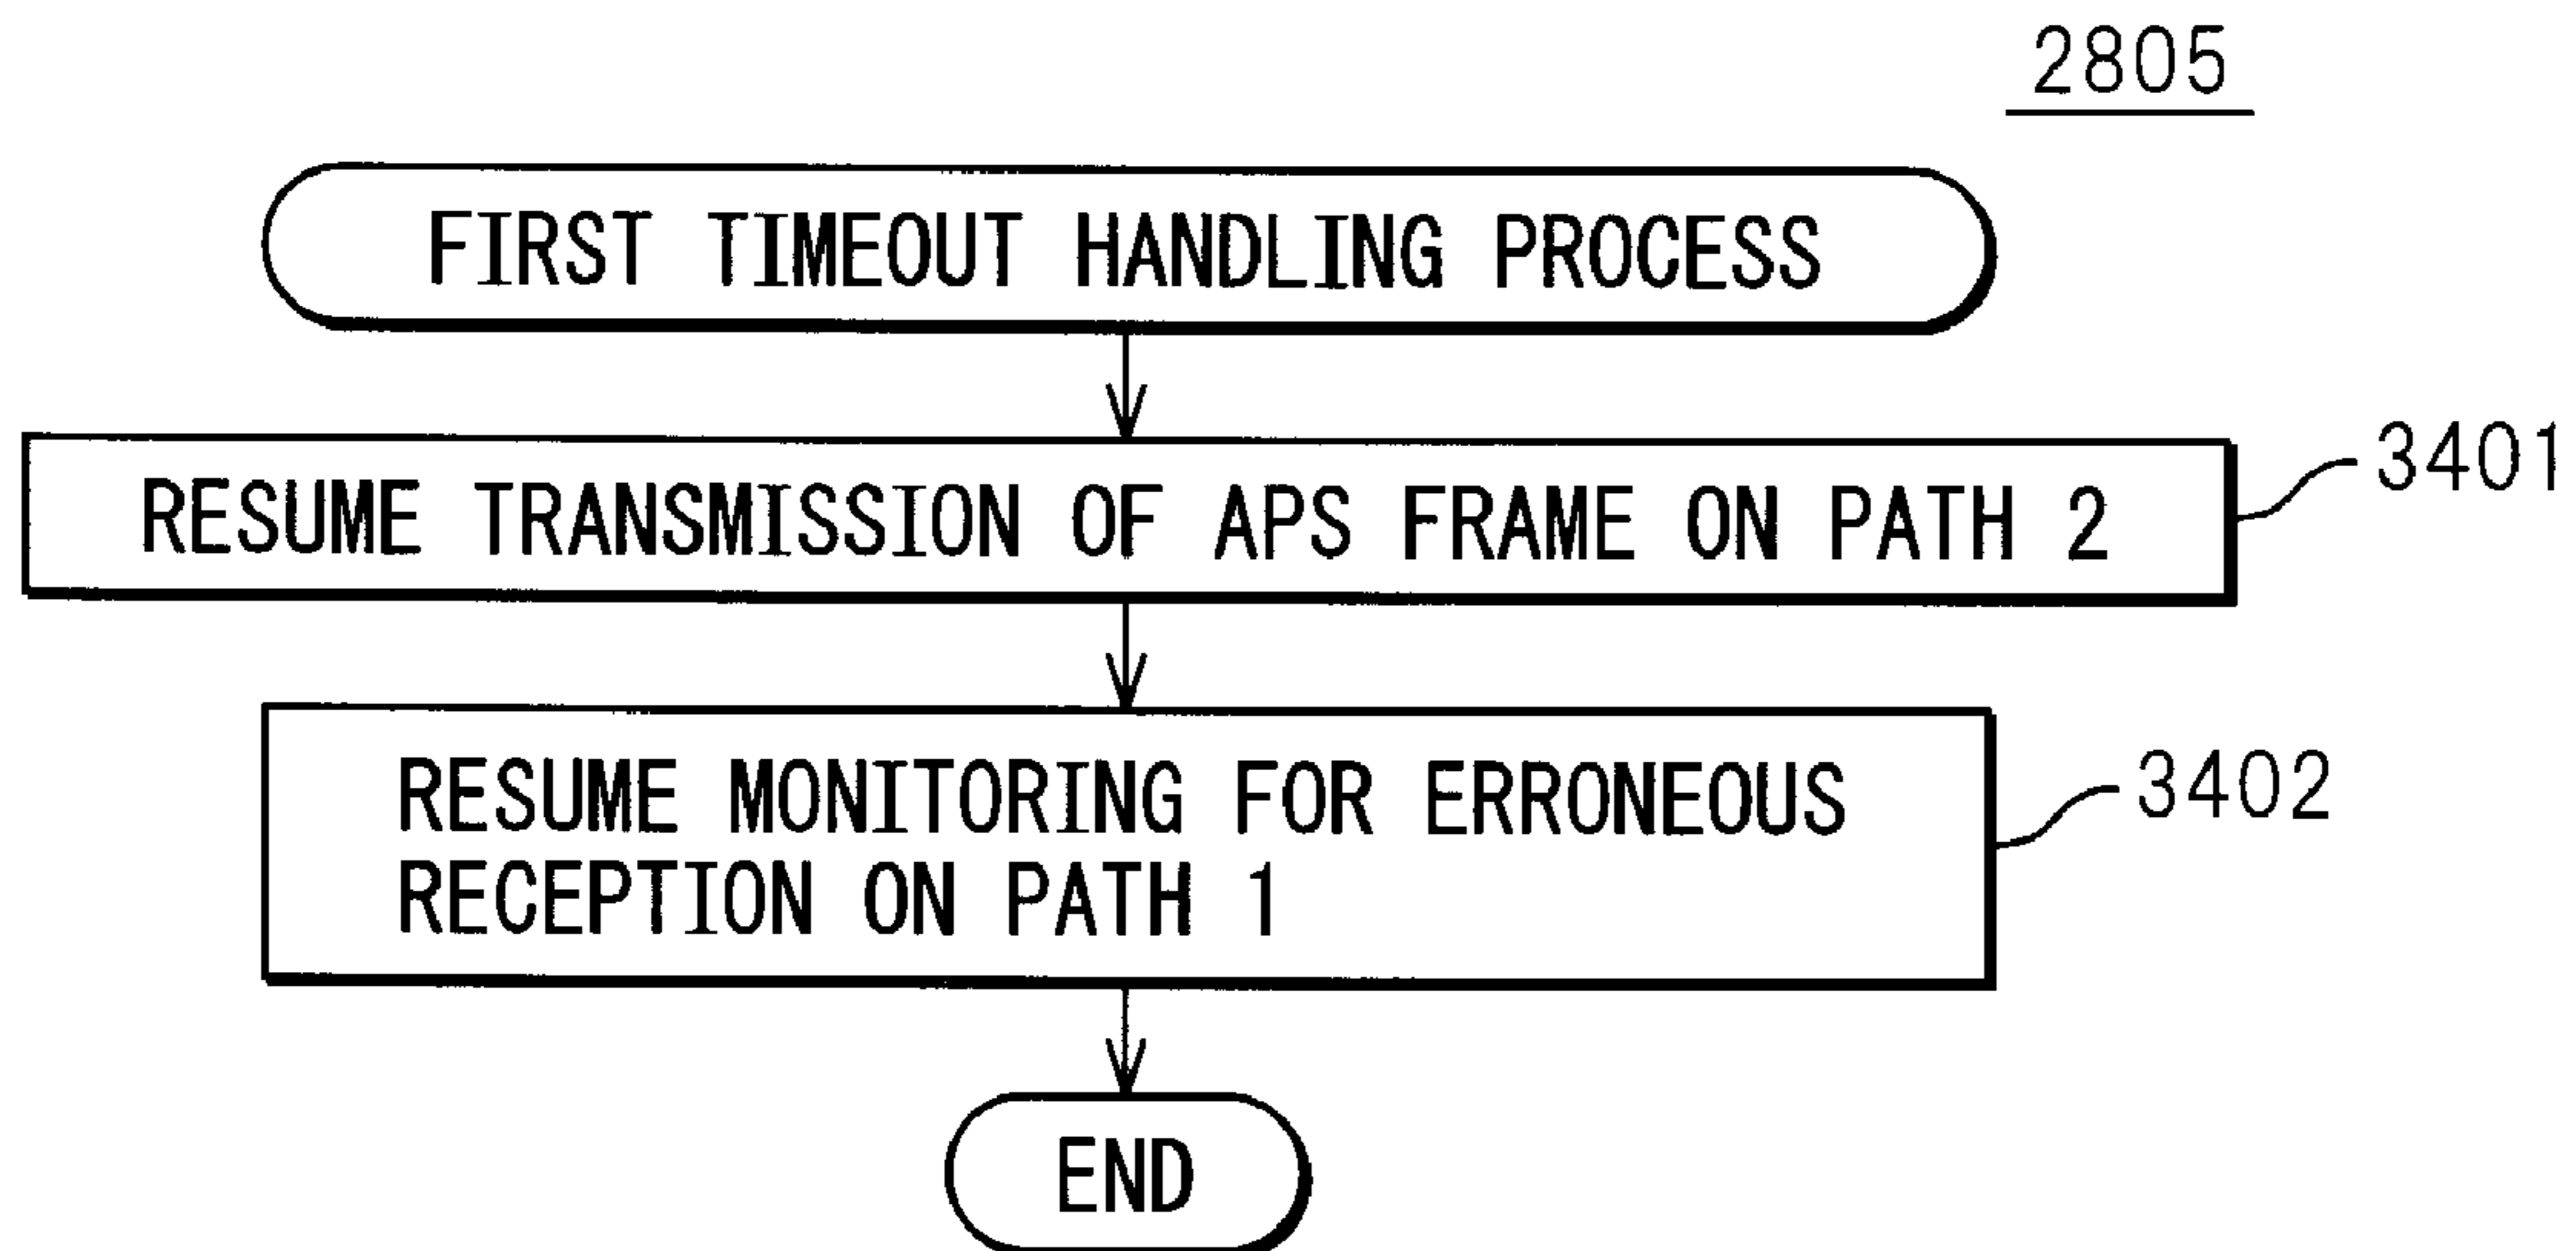 2805
FIRST TIMEOUT HANDLING PROCESS
RESUME TRANSMISSION OF APS FRAME ON PATH 2
3401
RESUME MONITORING FOR ERRONEOUS
RECEPTION ON PATH 1
3402
END